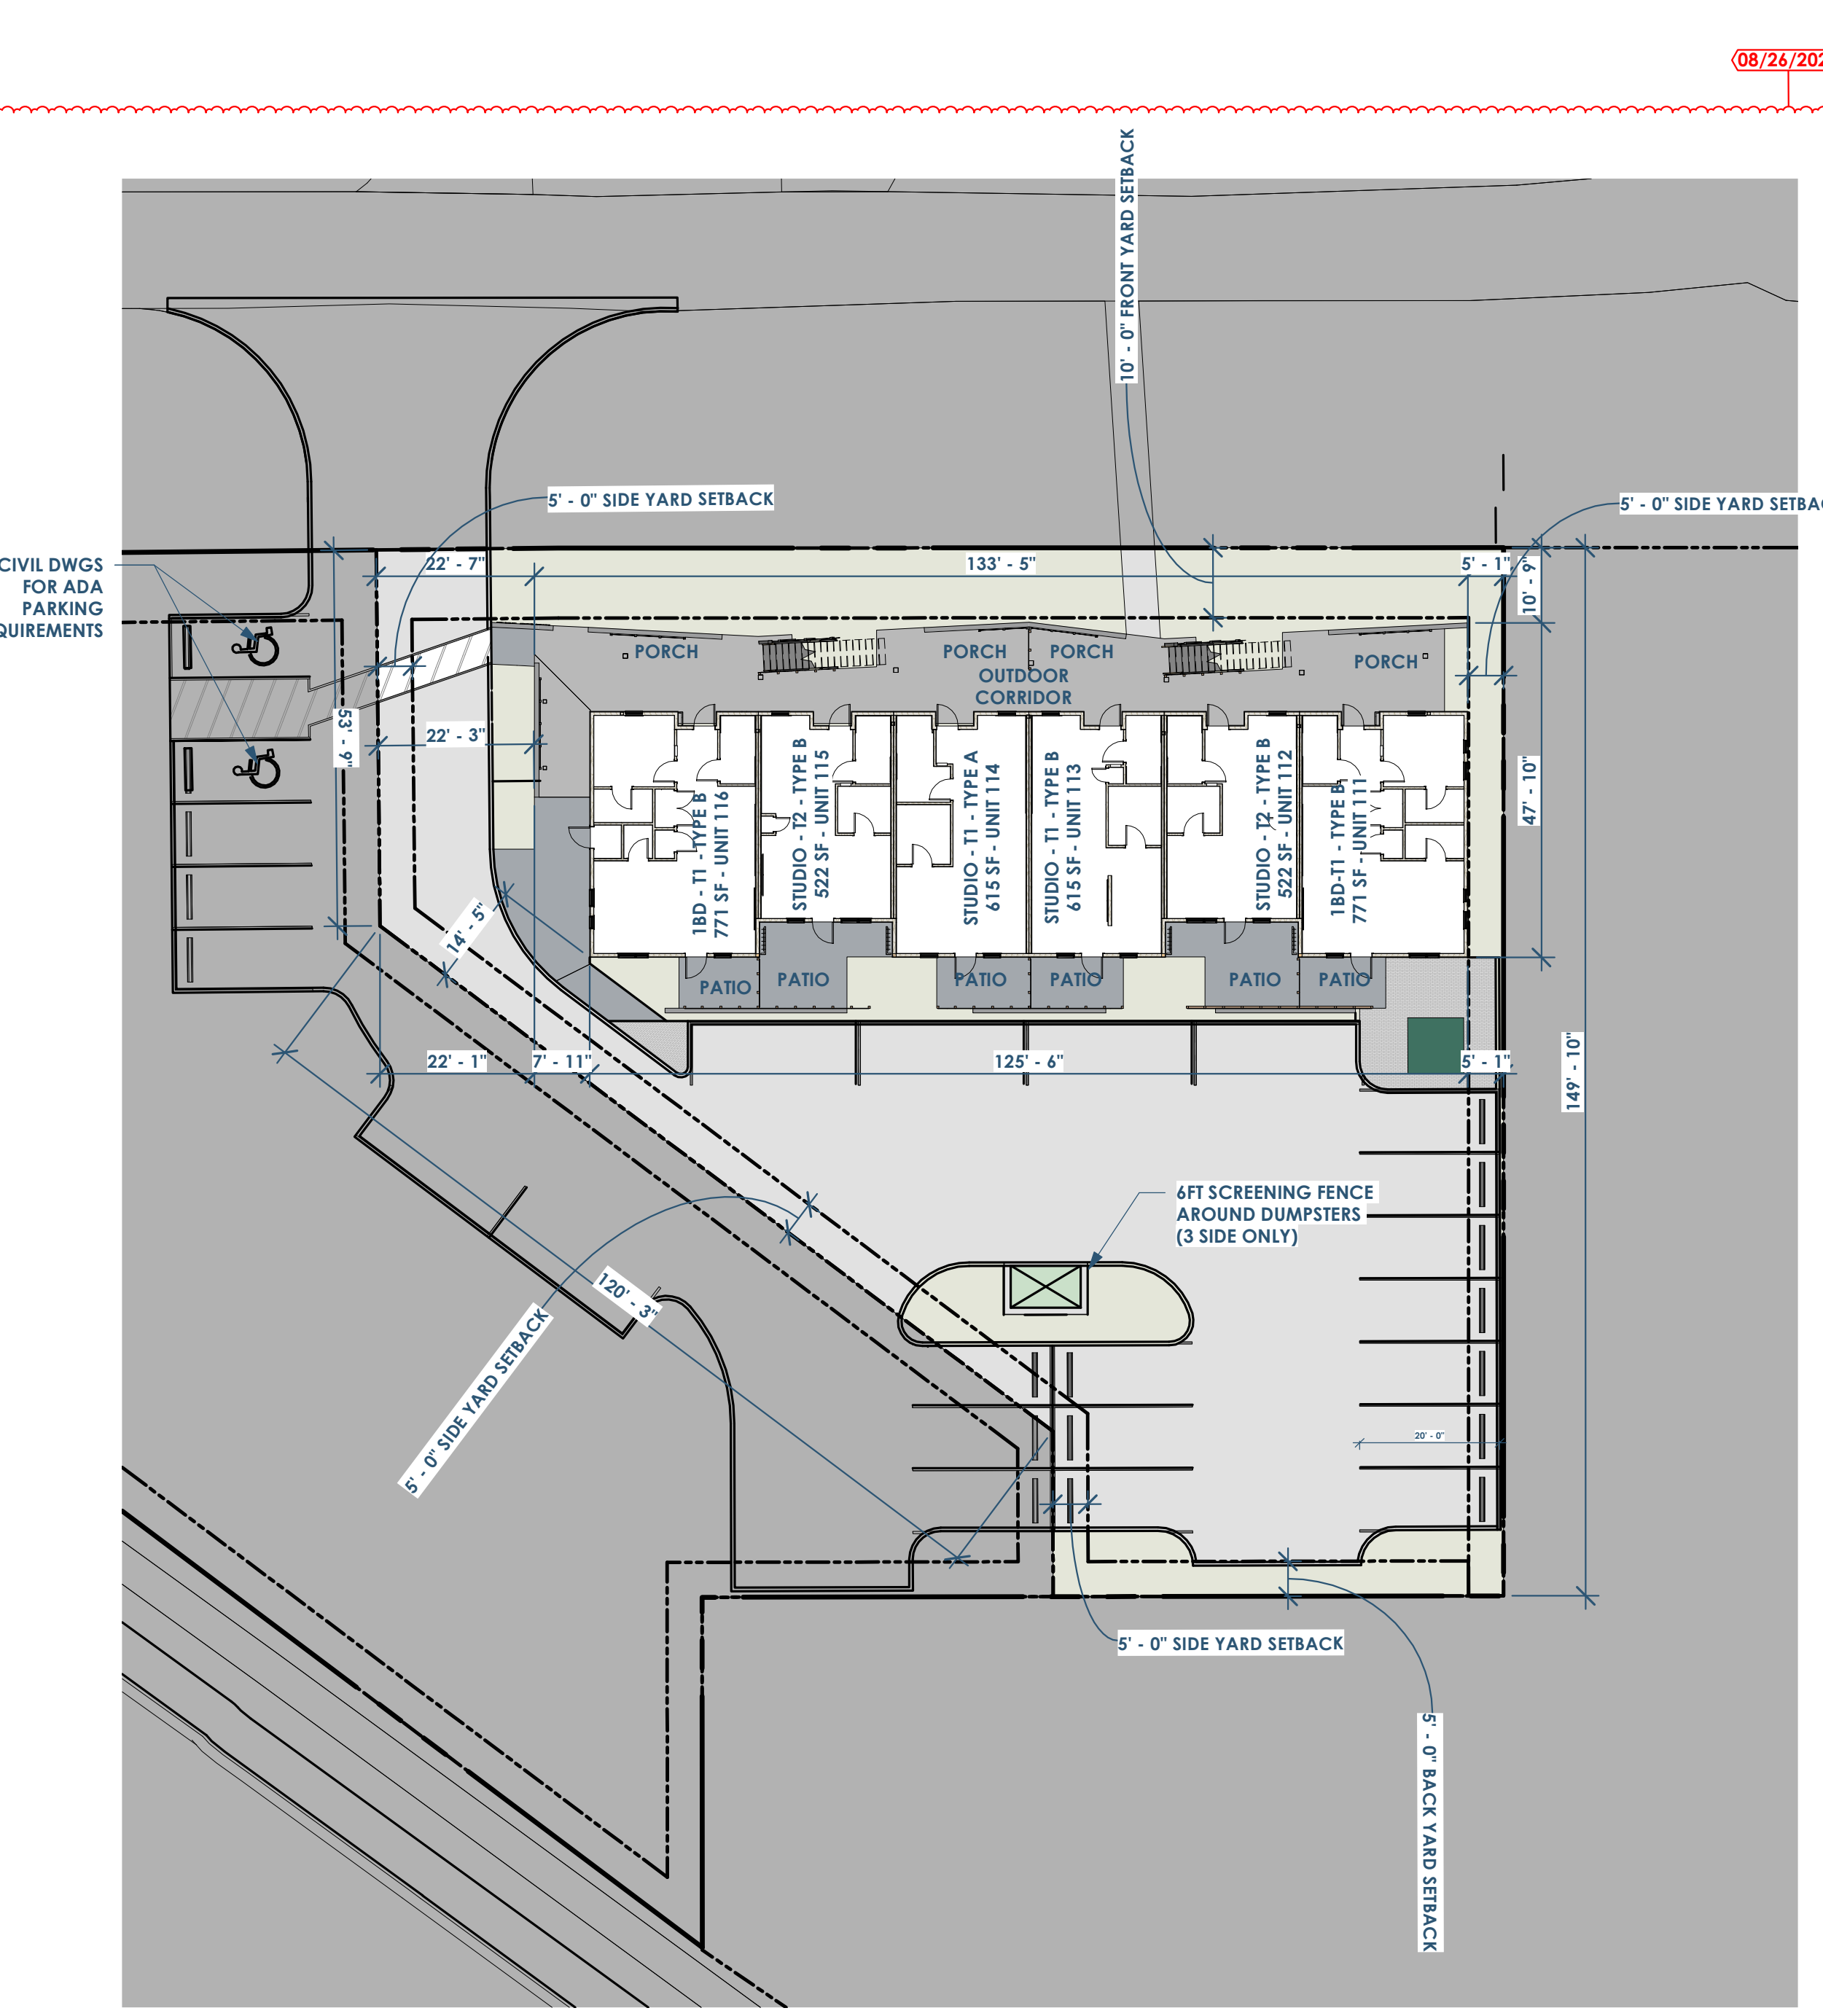 08/26/202
10' - 0" FRONT YARD SETBACK
5' - 0" SIDE YARD SETBACK
5' - 0" SIDE YARD SETBA
CIVIL DWGS
FOR ADA
PARKING
QUIREMENTS
22' - 7"
133' - 5"
5' - 1"
10' - 9"
PORCH
PORCH
PORCH
PORCH
OUTDOOR
CORRIDOR
53' - 9"
22' - 3"
47' - 10"
1BD - T1 - TYPE B
771 SF - UNIT 116
STUDIO - T2 - TYPE B
522 SF - UNIT 115
STUDIO - T1 - TYPE A
615 SF - UNIT 114
STUDIO - T1 - TYPE B
615 SF - UNIT 113
STUDIO - T2 - TYPE B
522 SF - UNIT 112
1BD-T1 - TYPE B
771 SF - UNIT 111
14' - 5"
PATIO
PATIO
PATIO
PATIO
PATIO
PATIO
22' - 1"
7' - 11"
125' - 6"
5' - 1"
149' - 10"
6FT SCREENING FENCE
AROUND DUMPSTERS
(3 SIDE ONLY)
120' - 3"
5' - 0" SIDE YARD SETBACK
20' - 0"
5' - 0" SIDE YARD SETBACK
5' - 0" BACK YARD SETBACK